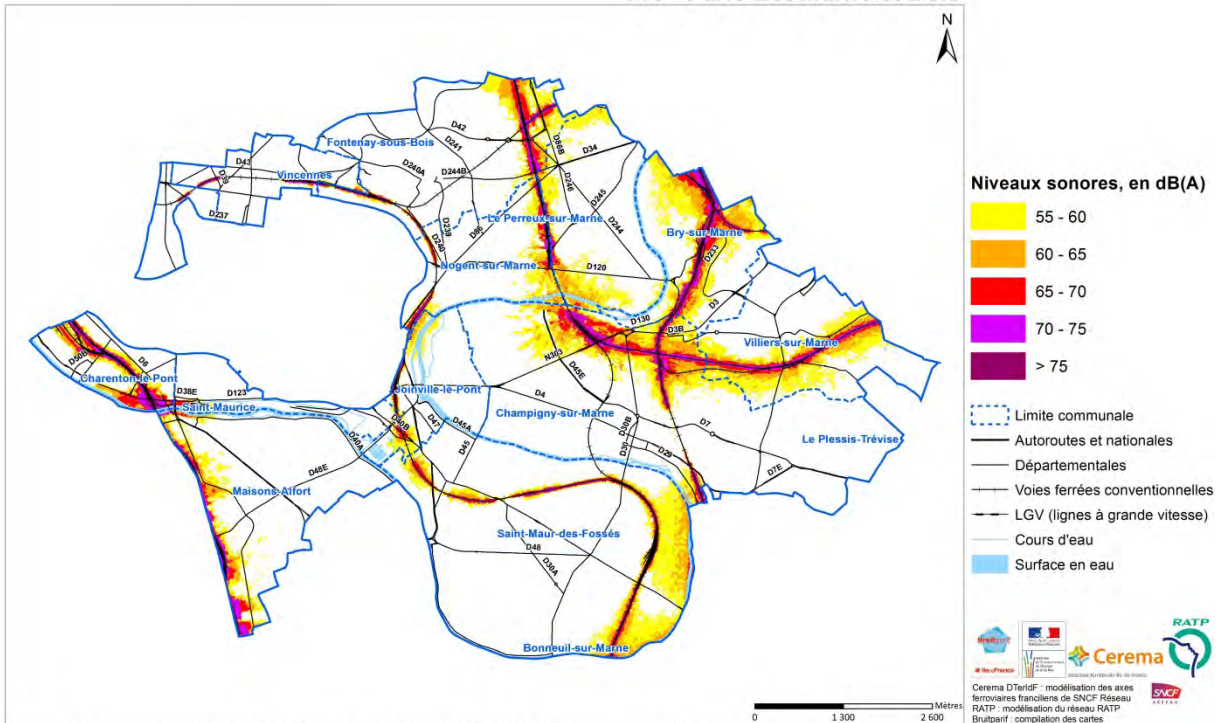 N
D42
D241
Fontenay-sous-Bois
D86B
D34
D43
D240A
D39
Vincennes
D244B
D246
D245
D237
D239
D240
D86
Le Perreux-sur-Marne
D244
Bry-sur-Marne
D233
Nogent-sur-Marne
D120
D3
D130
D3B
Villiers-sur-Marne
N303
D45E
D50B
D6
Charenton-le-Pont
D38E
D123
Saint-Maurice
Joinville-le-Pont
D4
Champigny-sur-Marne
D40B
D47
D45A
D45
D30B
D30
D29
D7
Le Plessis-Trévise
D7E
D40A
D48E
Maisons-Alfort
Saint-Maur-des-Fossés
D48
D30A
Bonneuil-sur-Marne
Mètres
0 1 300 2 600
Niveaux sonores, en dB(A)
55 - 60
60 - 65
65 - 70
70 - 75
> 75
Limite communale
Autoroutes et nationales
Départementales
Voies ferrées conventionnelles
LGV (lignes à grande vitesse)
Cours d'eau
Surface en eau
Bruitparif
îledeFrance
Cerema
RATP
Cerema DTerIdF : modélisation des axes
ferroviaires franciliens de SNCF Réseau
RATP : modélisation du réseau RATP
Bruitparif : compilation des cartes
SNCF
RÉSEAU